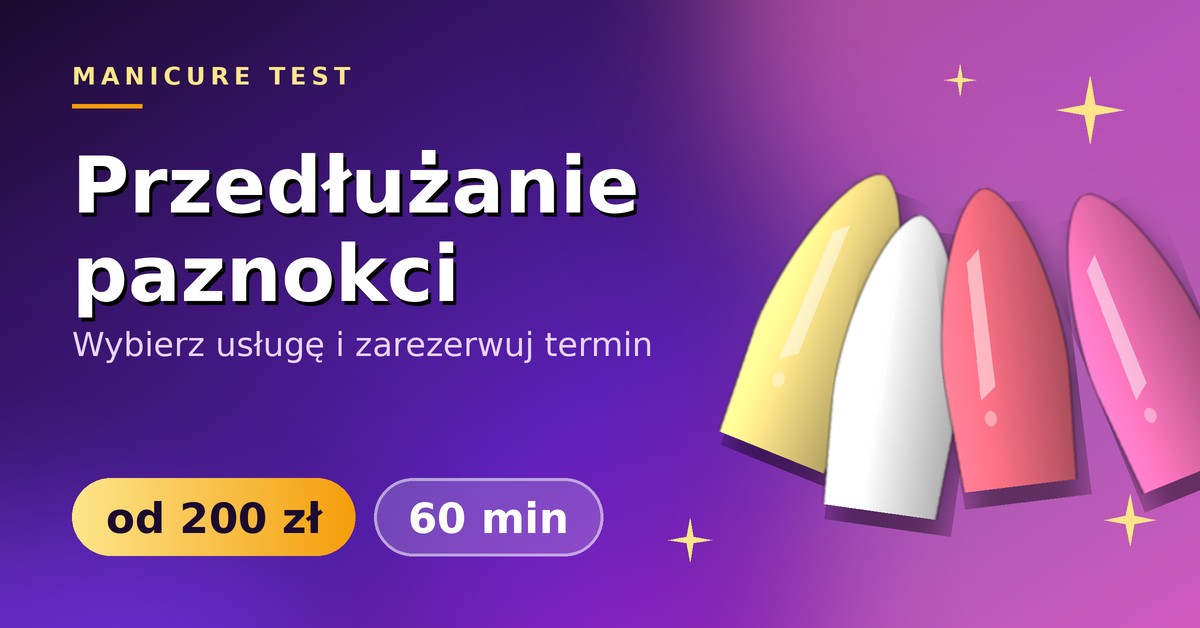 MANICURE TEST
Przedłużanie
paznokci
Wybierz usługę i zarezerwuj termin
od 200 zł
60 min